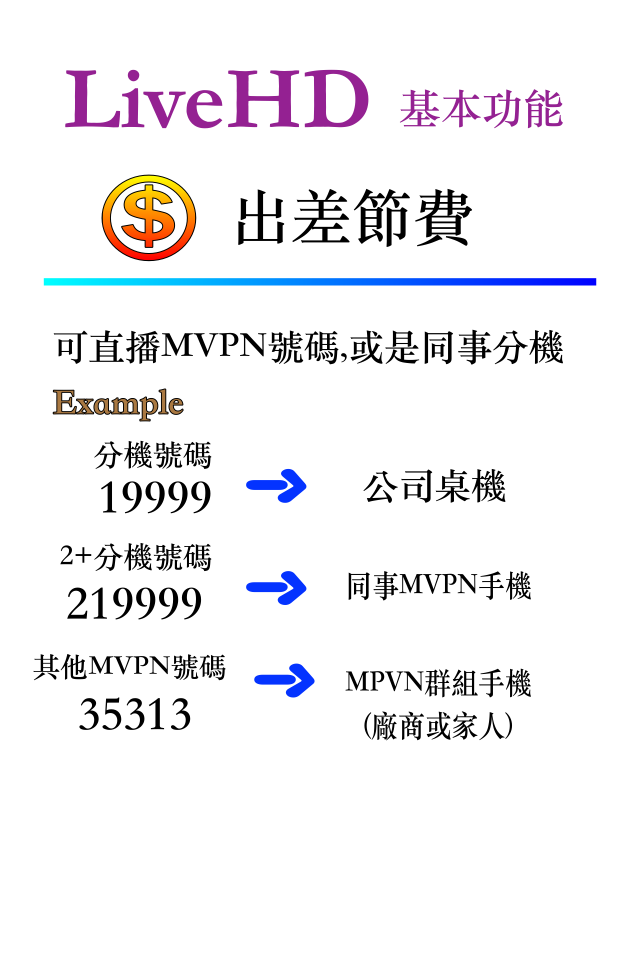 LiveHD 基本功能
$ 出差節費
可直播MVPN號碼,或是同事分機
Example
分機號碼
19999
公司桌機
2+分機號碼
219999
同事MVPN手機
其他MVPN號碼
35313
MPVN群組手機
(廠商或家人)